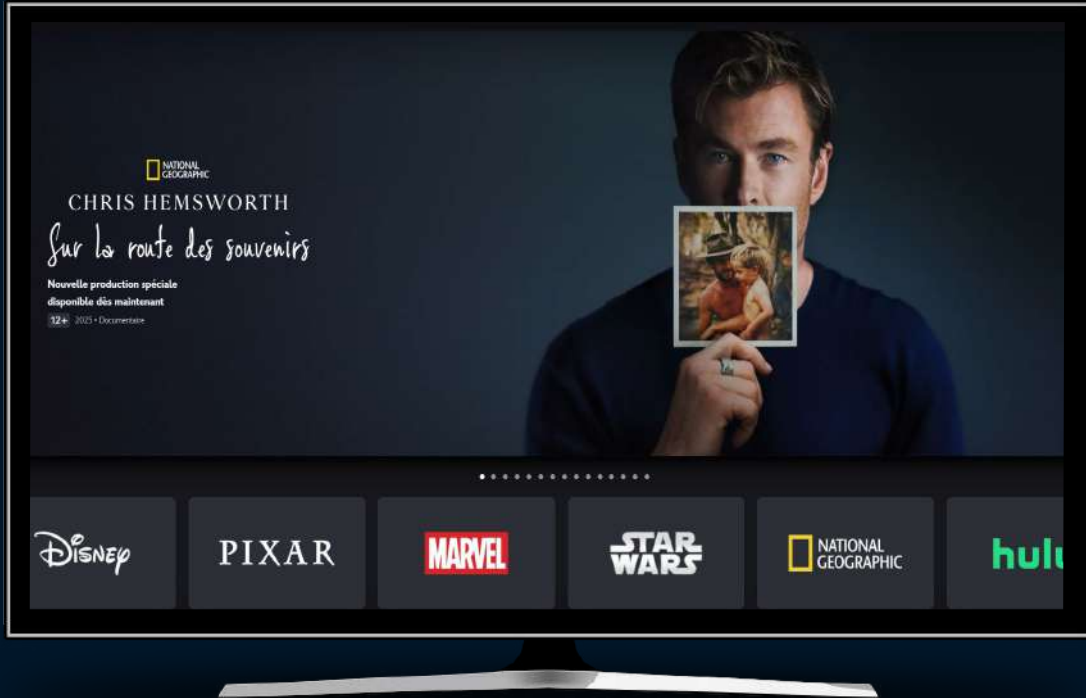 NATIONAL
GEOGRAPHIC
CHRIS HEMSWORTH
Sur la route des souvenirs
Nouvelle production spéciale
disponible dès maintenant
12+ 2025 • Documentaire
DISNEY
PIXAR
MARVEL
STAR
WARS
NATIONAL
GEOGRAPHIC
hulu